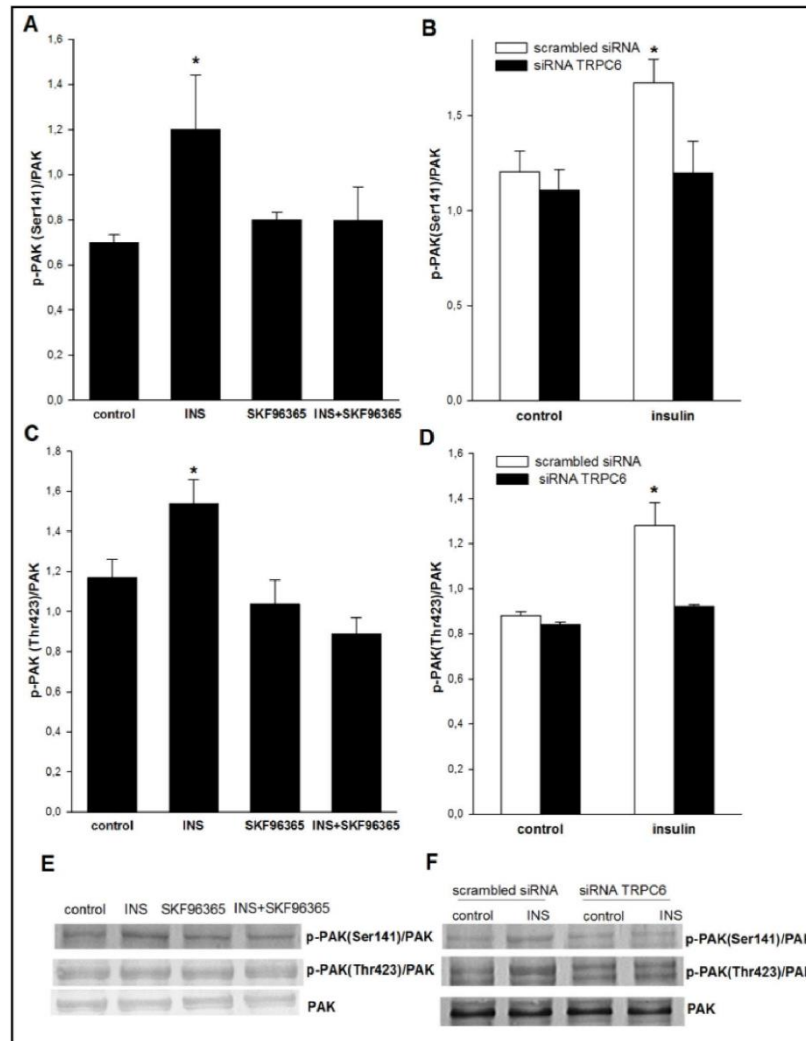 A
p-PAK (Ser141)/PAK
1,6
1,4
1,2
1,0
0,8
0,6
0,4
0,2
0,0
*
control INS SKF96365 INS+SKF96365
B
scrambled siRNA
siRNA TRPC6
p-PAK(Ser141)/PAK
1,5
1,0
0,5
0,0
*
control insulin
C
p-PAK (Thr423)/PAK
1,8
1,6
1,4
1,2
1,0
0,8
0,6
0,4
0,2
0,0
*
control INS SKF96365 INS+SKF96365
D
scrambled siRNA
siRNA TRPC6
p-PAK(Thr423)/PAK
1,6
1,4
1,2
1,0
0,8
0,6
0,4
0,2
0,0
*
control insulin
E
control INS SKF96365 INS+SKF96365
p-PAK(Ser141)/PAK
p-PAK(Thr423)/PAK
PAK
F
scrambled siRNA siRNA TRPC6
control INS control INS
p-PAK(Ser141)/PAK
p-PAK(Thr423)/PAK
PAK